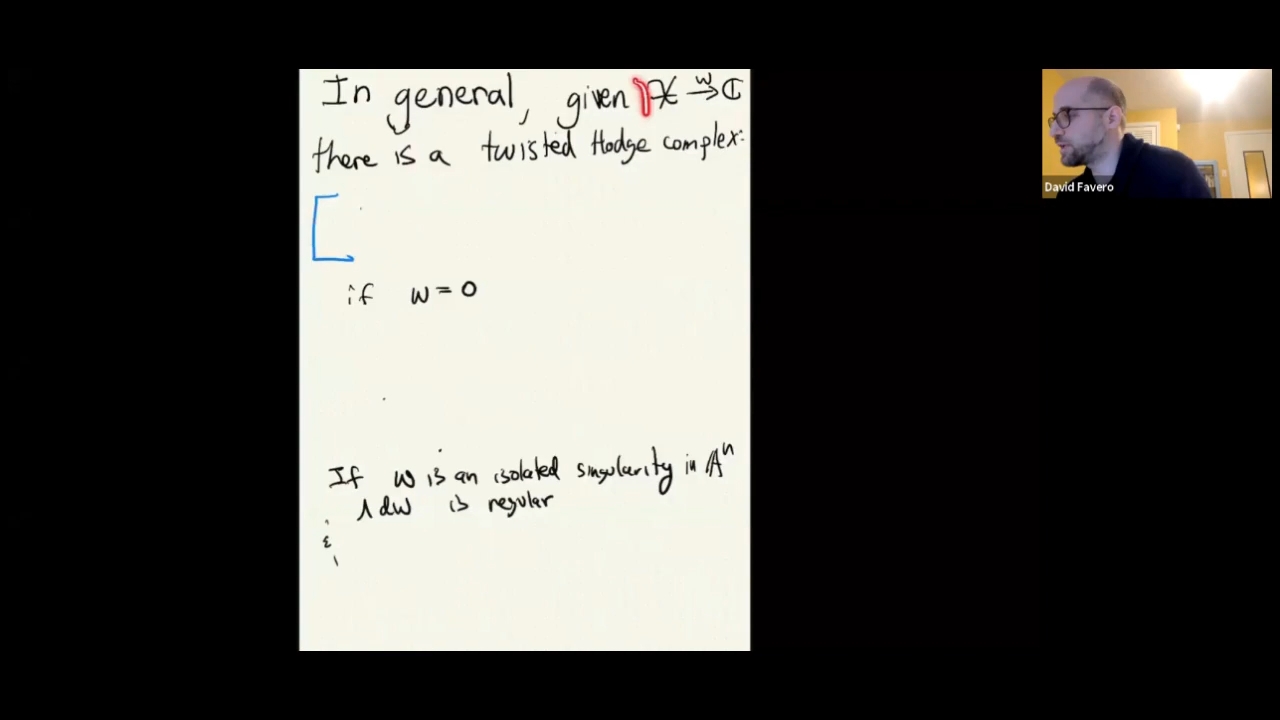 In general, given 𝒳 →^w ℂ
there is a twisted Hodge complex:
if w = 0
If w is an isolated singularity in 𝔸ⁿ
∧ dw is regular
David Favero